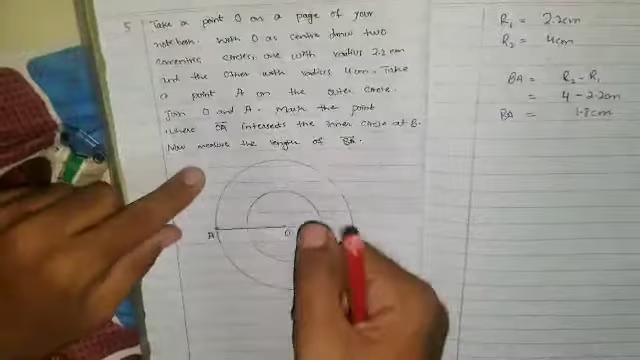 5 Take a point O on a page of your
notebook. With O as centre draw two
concentric circles one with radius 2.2 cm
and the other with radius 4 cm. Take
a point A on the outer circle.
Join O and A. Mark the point
where OA intersects the inner circle at B.
Now measure the length of BA.
A
O
R1 = 2.2cm
R2 = 4cm
BA = R2 - R1
= 4 - 2.2cm
BA = 1.8cm